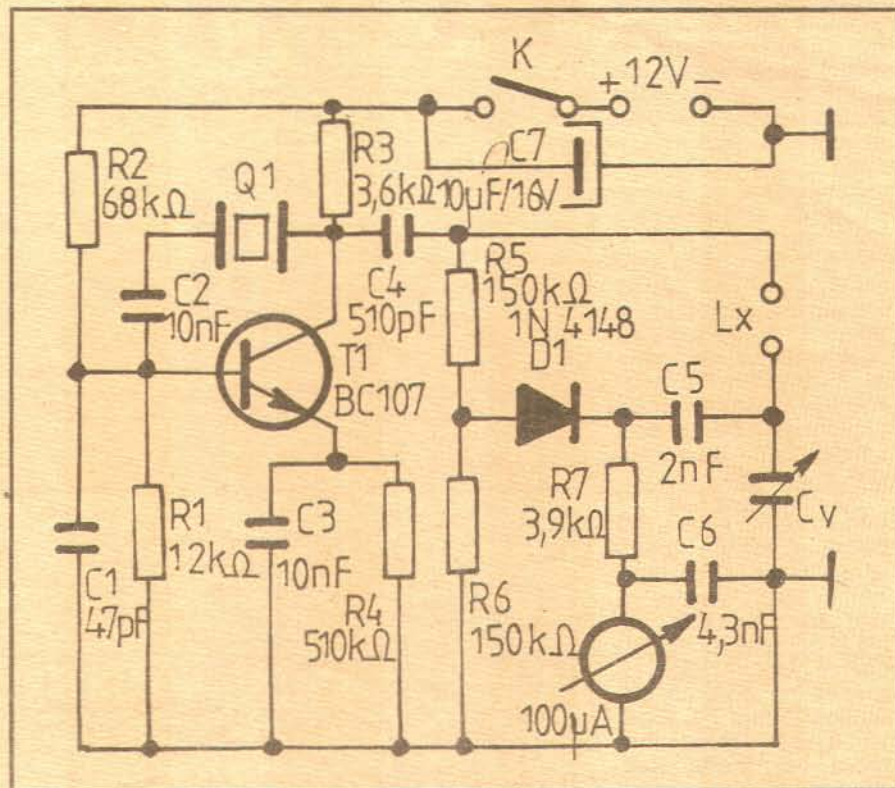 K
+12V–
R2
68kΩ
Q1
R3
3,6kΩ
C7
10µF/16V
C2
10nF
C4
510pF
R5
150kΩ
1N 4148
D1
Lx
T1
BC107
C5
2nF
R1
12kΩ
C3
10nF
R7
3,9kΩ
Cv
C6
4,3nF
C1
47pF
R4
510kΩ
R6
150kΩ
100µA